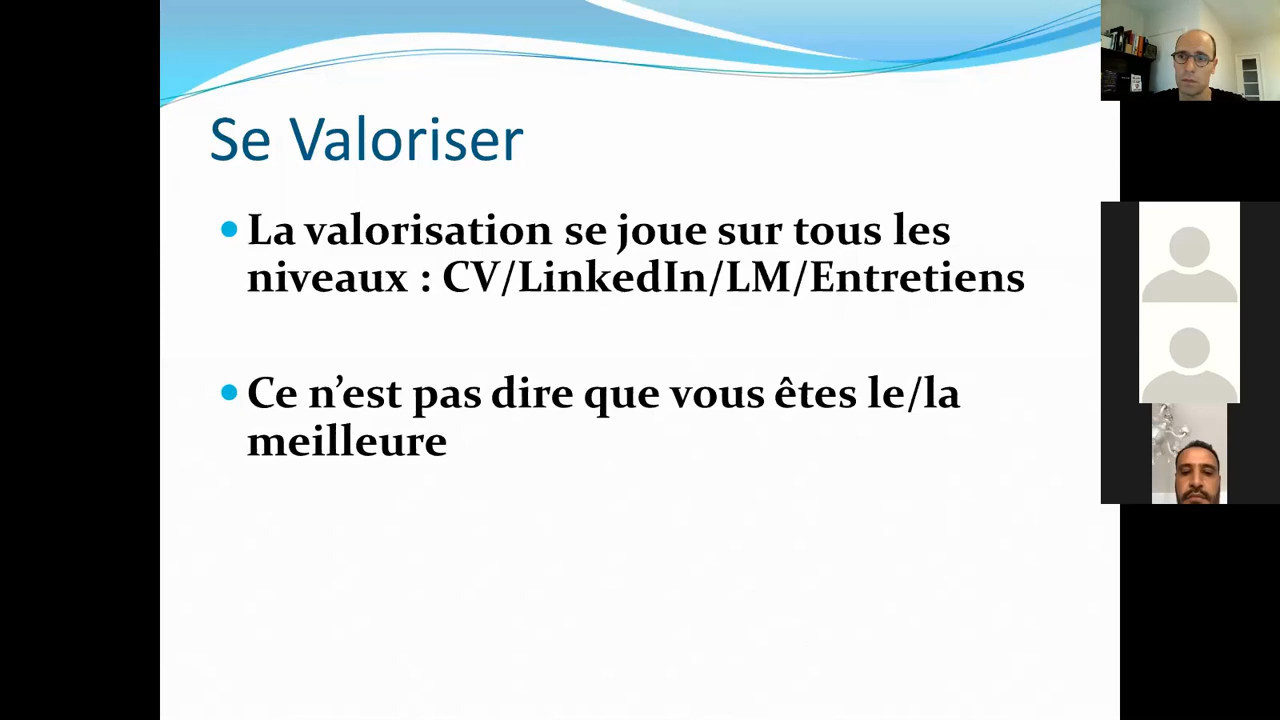 Se Valoriser
La valorisation se joue sur tous les
niveaux : CV/LinkedIn/LM/Entretiens
Ce n’est pas dire que vous êtes le/la
meilleure